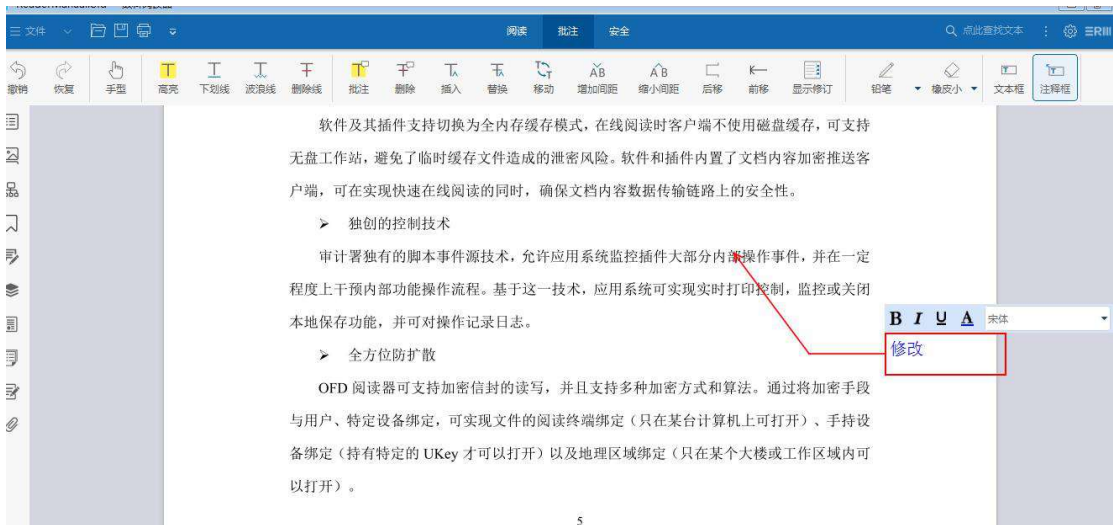 文件
阅读
批注
安全
点此查找文本
撤销
恢复
手型
高亮
下划线
波浪线
删除线
批注
删除
插入
替换
移动
增加间距
缩小间距
后移
前移
显示修订
铅笔
橡皮小
文本框
注释框
软件及其插件支持切换为全内存缓存模式，在线阅读时客户端不使用磁盘缓存，可支持
无盘工作站，避免了临时缓存文件造成的泄密风险。软件和插件内置了文档内容加密推送客
户端，可在实现快速在线阅读的同时，确保文档内容数据传输链路上的安全性。
➢ 独创的控制技术
审计署独有的脚本事件源技术，允许应用系统监控插件大部分内部操作事件，并在一定
程度上干预内部功能操作流程。基于这一技术，应用系统可实现实时打印控制，监控或关闭
本地保存功能，并可对操作记录日志。
B I U A 宋体
修改
➢ 全方位防扩散
OFD 阅读器可支持加密信封的读写，并且支持多种加密方式和算法。通过将加密手段
与用户、特定设备绑定，可实现文件的阅读终端绑定（只在某台计算机上可打开）、手持设
备绑定（持有特定的 UKey 才可以打开）以及地理区域绑定（只在某个大楼或工作区域内可
以打开）。
5